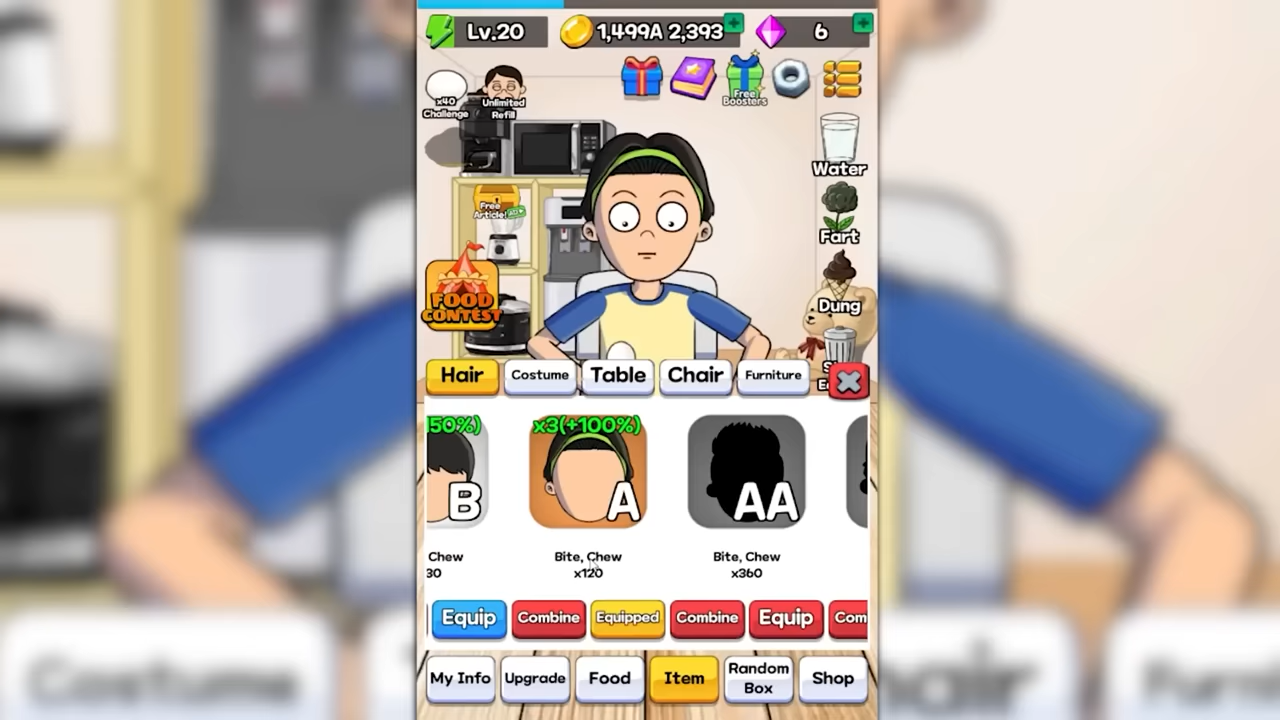 Lv.20
1,499A 2,393
6
x40
Challenge
Unlimited
Refill
Free
Boosters
Water
Free
Article!
Fart
FOOD
CONTEST
Dung
Hair
Costume
Table
Chair
Furniture
50%)
B
x3(+100%)
A
AA
Chew
30
Bite, Chew
x120
Bite, Chew
x360
Equip
Combine
Equipped
Combine
Equip
Com
My Info
Upgrade
Food
Item
Random
Box
Shop